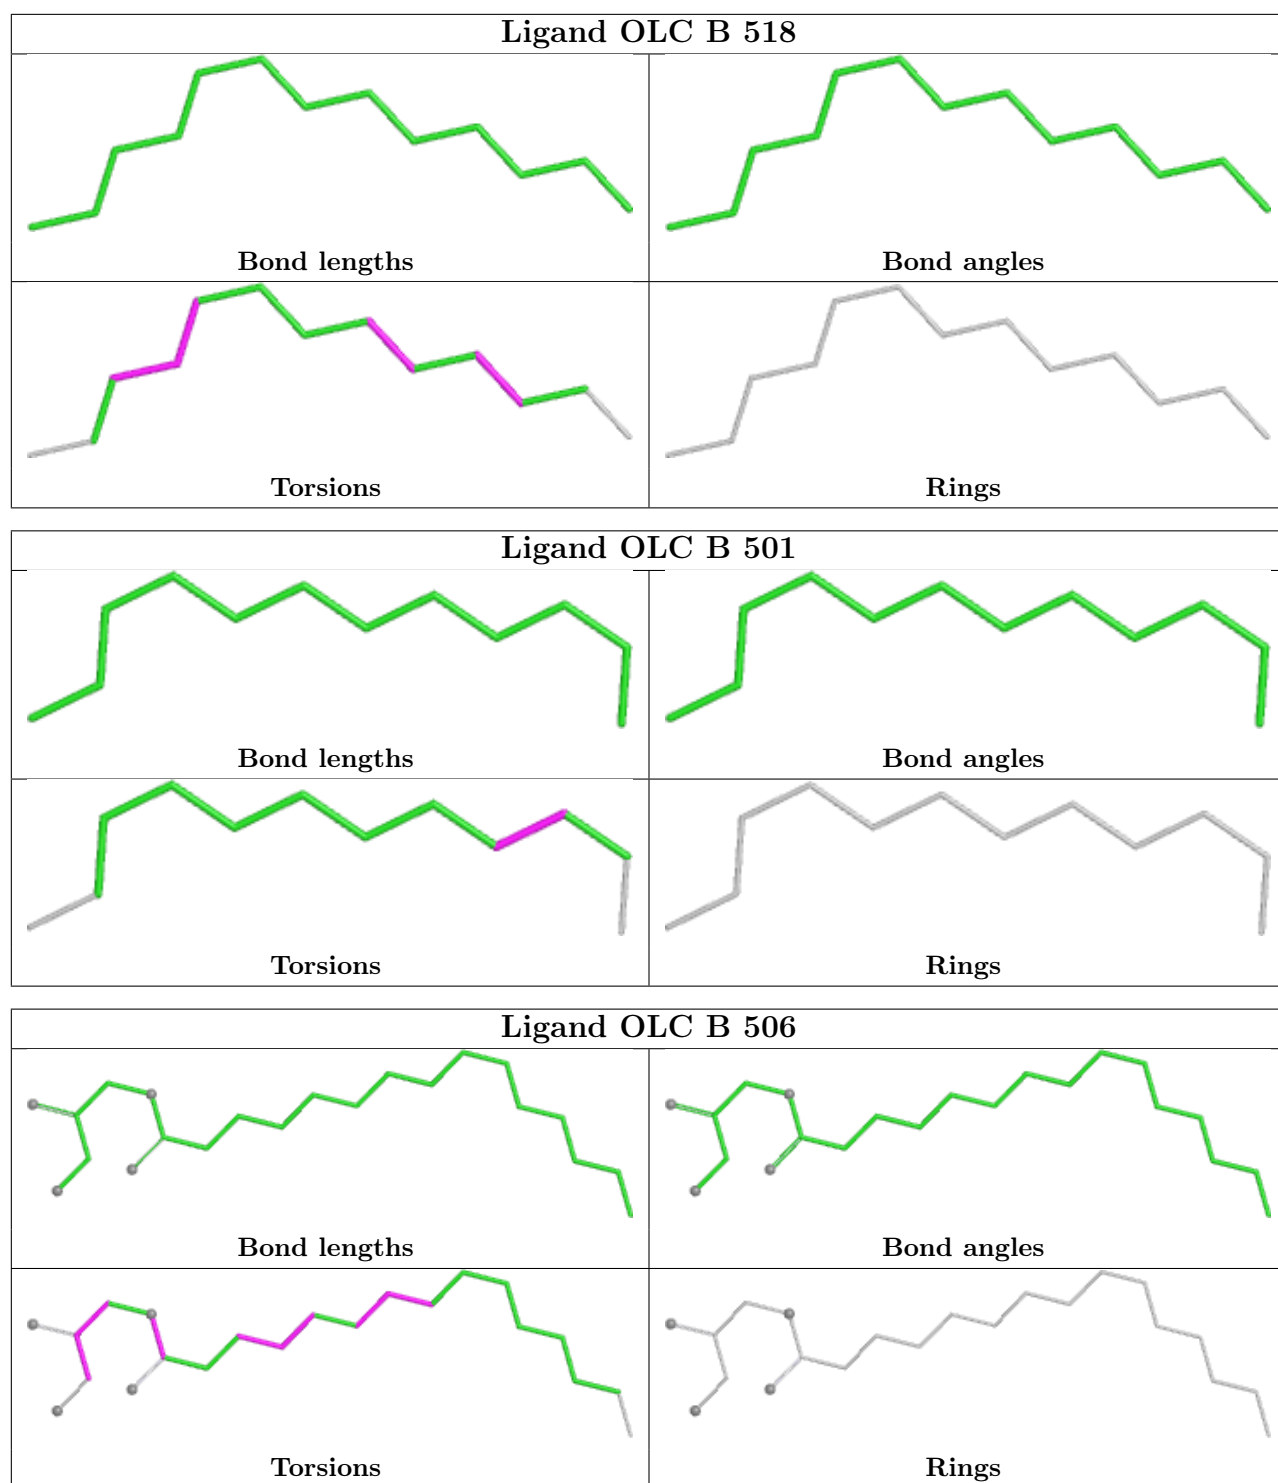 Ligand OLC B 518
Bond lengths
Bond angles
Torsions
Rings
Ligand OLC B 501
Bond lengths
Bond angles
Torsions
Rings
Ligand OLC B 506
Bond lengths
Bond angles
Torsions
Rings